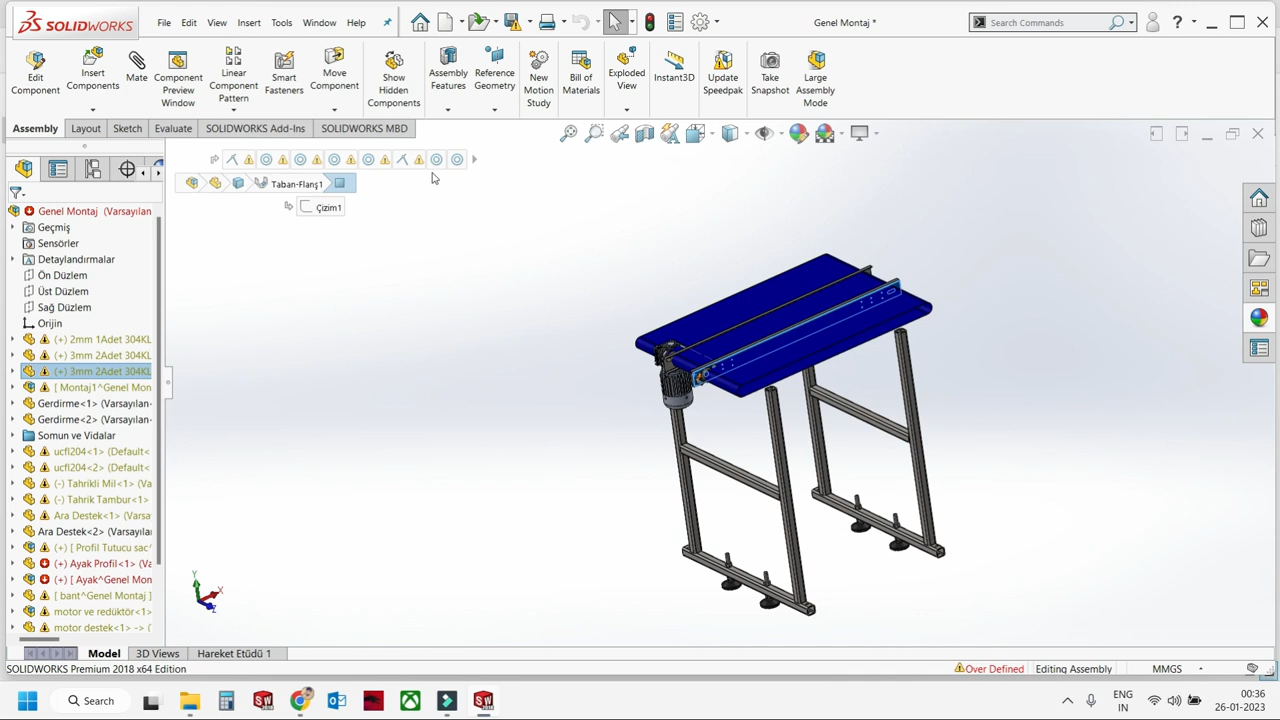 SOLIDWORKS
File
Edit
View
Insert
Tools
Window
Help
Genel Montaj *
Search Commands
Edit Component
Insert Components
Mate
Component Preview Window
Linear Component Pattern
Smart Fasteners
Move Component
Show Hidden Components
Assembly Features
Reference Geometry
New Motion Study
Bill of Materials
Exploded View
Instant3D
Update Speedpak
Take Snapshot
Large Assembly Mode
Assembly
Layout
Sketch
Evaluate
SOLIDWORKS Add-Ins
SOLIDWORKS MBD
Taban-Flanş1
Çizim1
Genel Montaj (Varsayılan
Geçmiş
Sensörler
Detaylandırmalar
Ön Düzlem
Üst Düzlem
Sağ Düzlem
Orijin
(+) 2mm 1Adet 304KL
(+) 3mm 2Adet 304KL
(+) 3mm 2Adet 304KL
[ Montaj1^Genel Mon
Gerdirme<1> (Varsayılan
Gerdirme<2> (Varsayılan
Somun ve Vidalar
ucfl204<1> (Default<
ucfl204<2> (Default<
(-) Tahrikli Mil<1> (Va
(-) Tahrik Tambur<1>
Ara Destek<1> (Varsa
Ara Destek<2> (Varsayılan
(+) [ Profil Tutucu sac^
(+) Ayak Profil<1> (Va
(+) [ Ayak^Genel Mon
[ bant^Genel Montaj ]
motor ve redüktör<1>
motor destek<1> -> (
Y
X
Z
Model
3D Views
Hareket Etüdü 1
SOLIDWORKS Premium 2018 x64 Edition
Over Defined
Editing Assembly
MMGS
Search
ENG
IN
00:36
26-01-2023